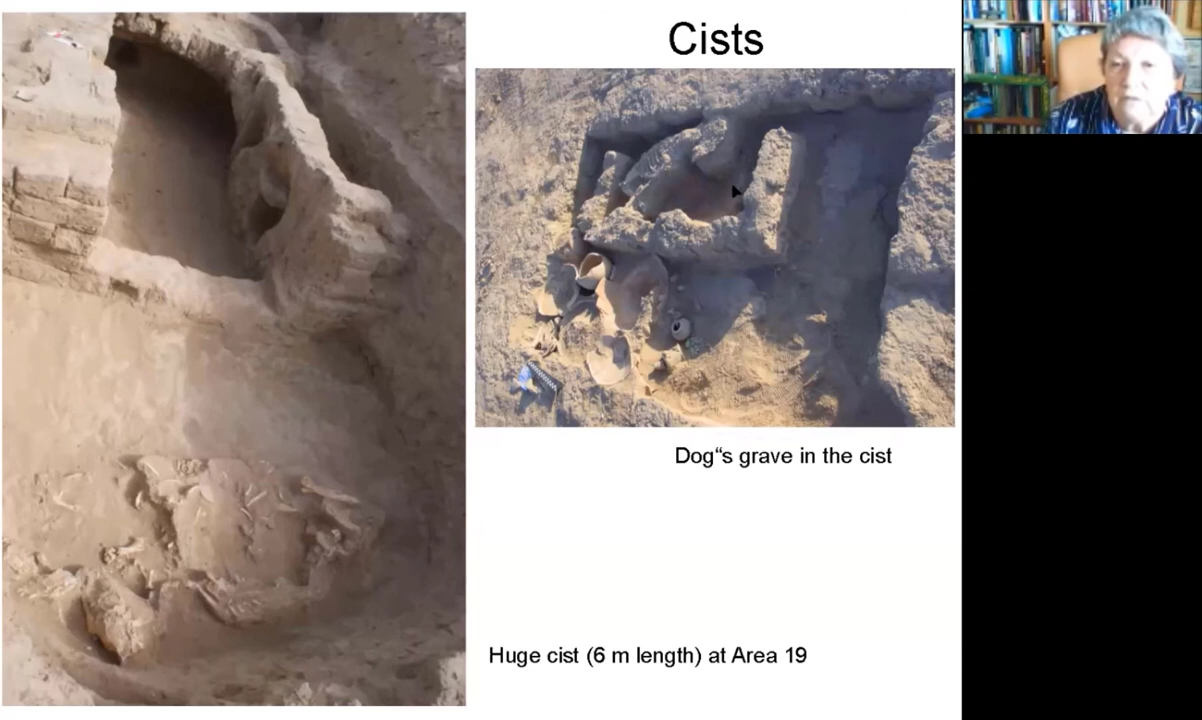 Cists
Dog“s grave in the cist
Huge cist (6 m length) at Area 19